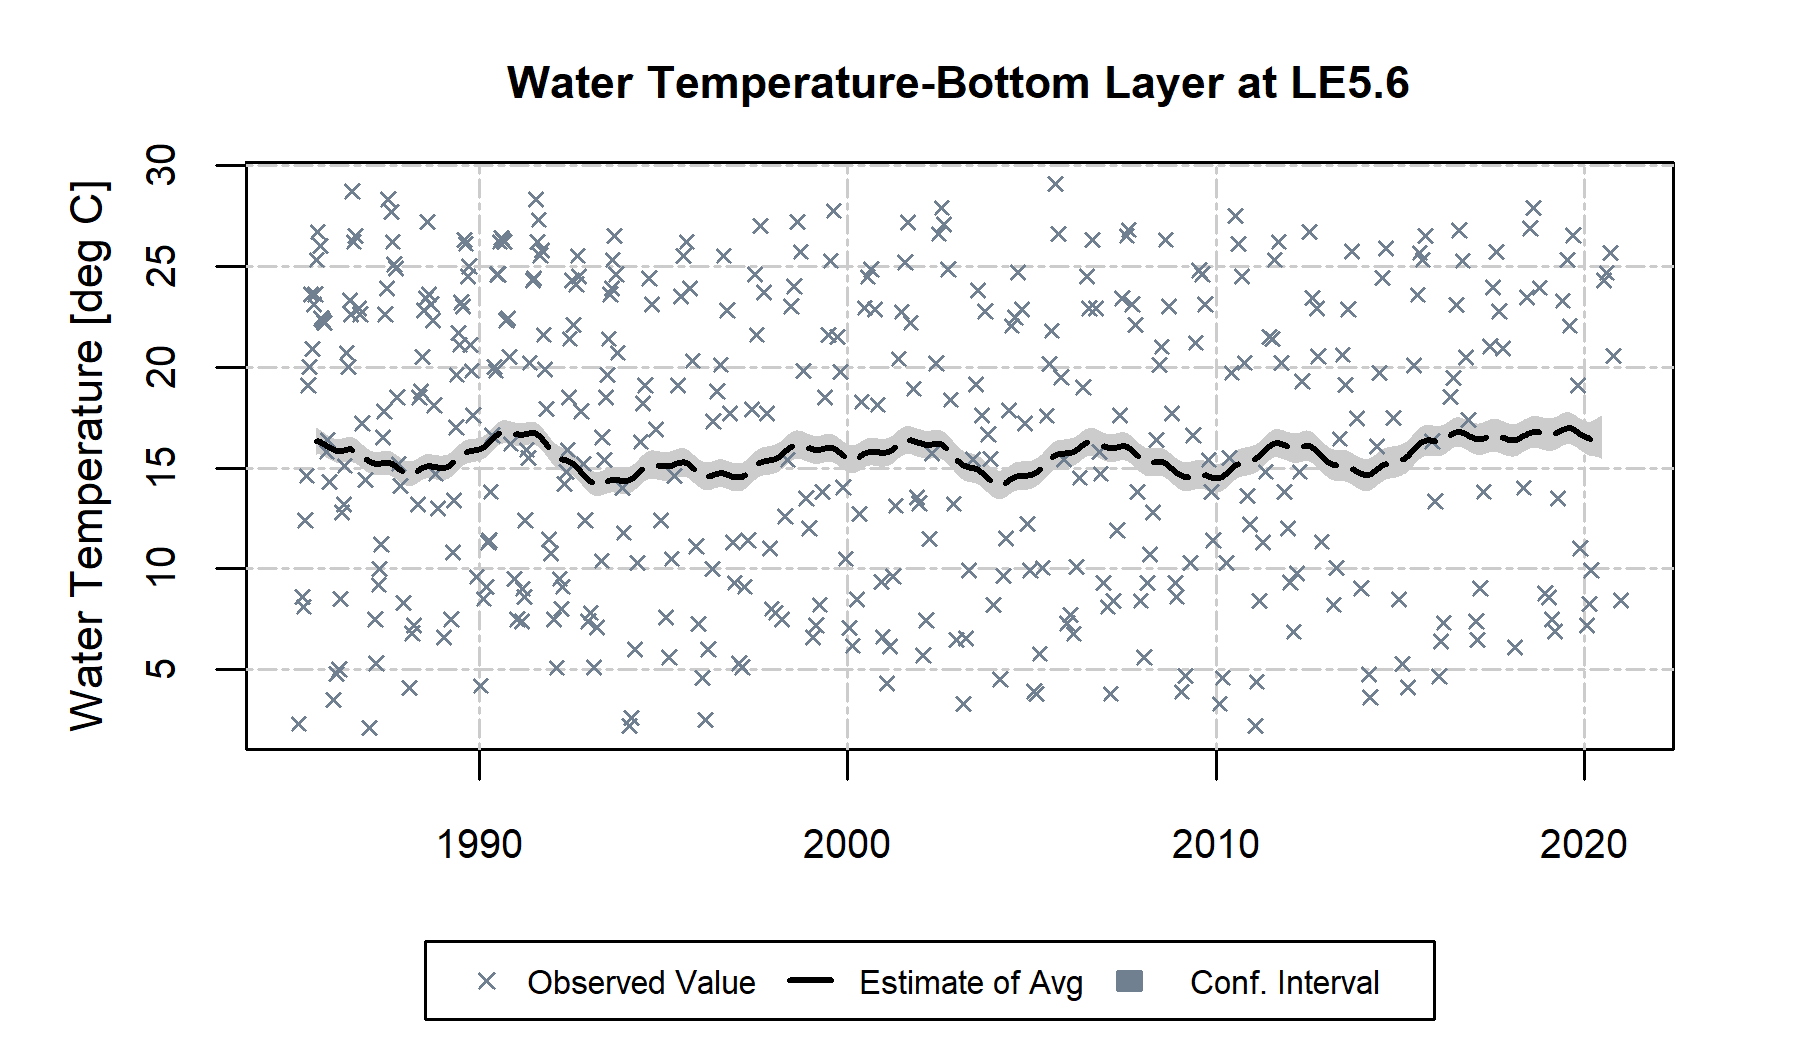 Water Temperature-Bottom Layer at LE5.6
Water Temperature [deg C]
30
25
20
15
10
5
1990 2000 2010 2020
Observed Value Estimate of Avg Conf. Interval